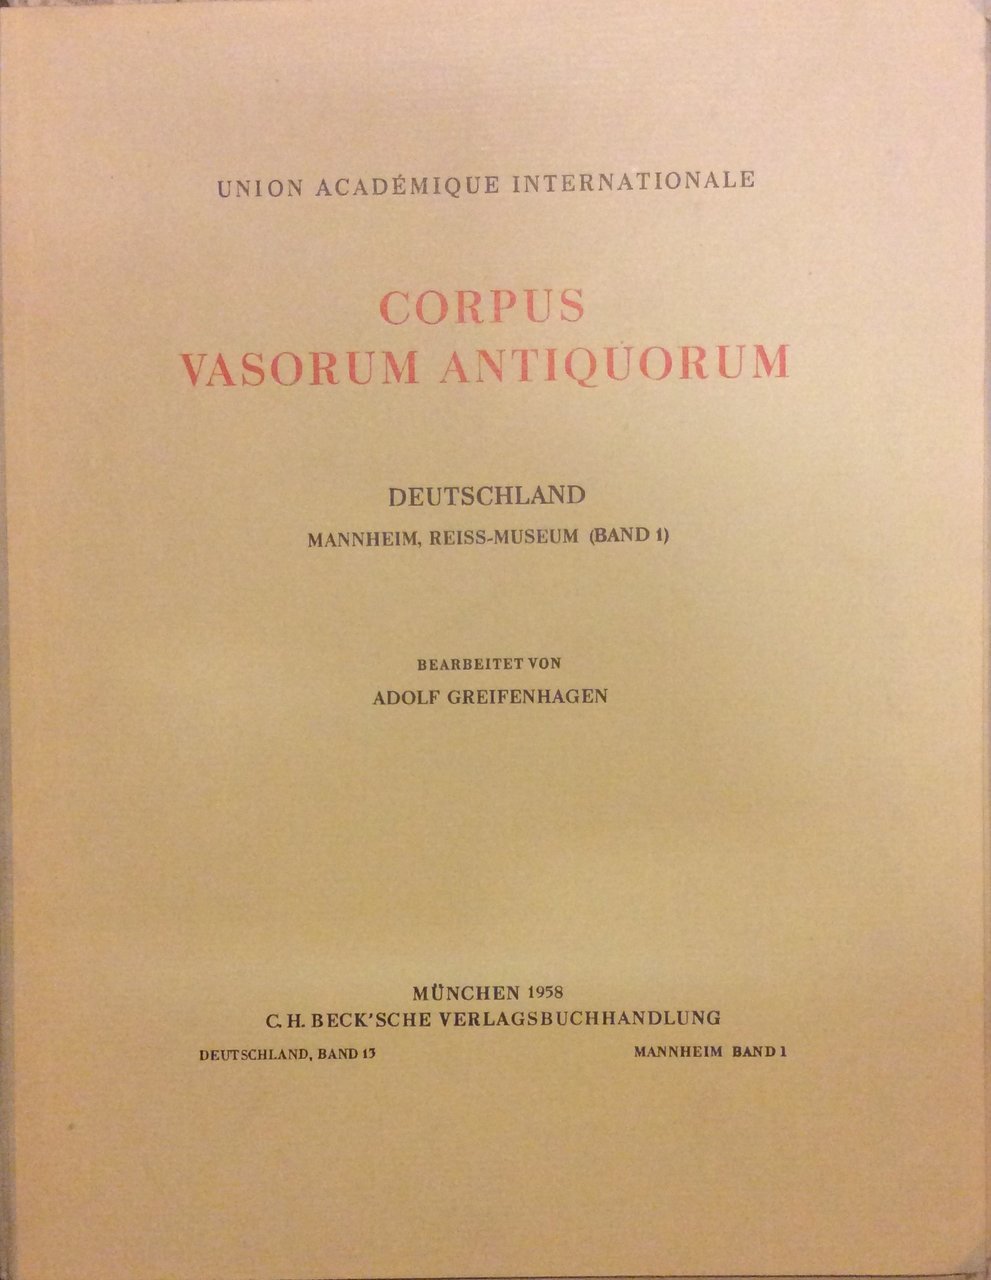 UNION ACADÉMIQUE INTERNATIONALE
CORPUS
VASORUM ANTIQUORUM
DEUTSCHLAND
MANNHEIM, REISS-MUSEUM (BAND 1)
BEARBEITET VON
ADOLF GREIFENHAGEN
MÜNCHEN 1958
C. H. BECK'SCHE VERLAGSBUCHHANDLUNG
DEUTSCHLAND, BAND 13 MANNHEIM BAND 1